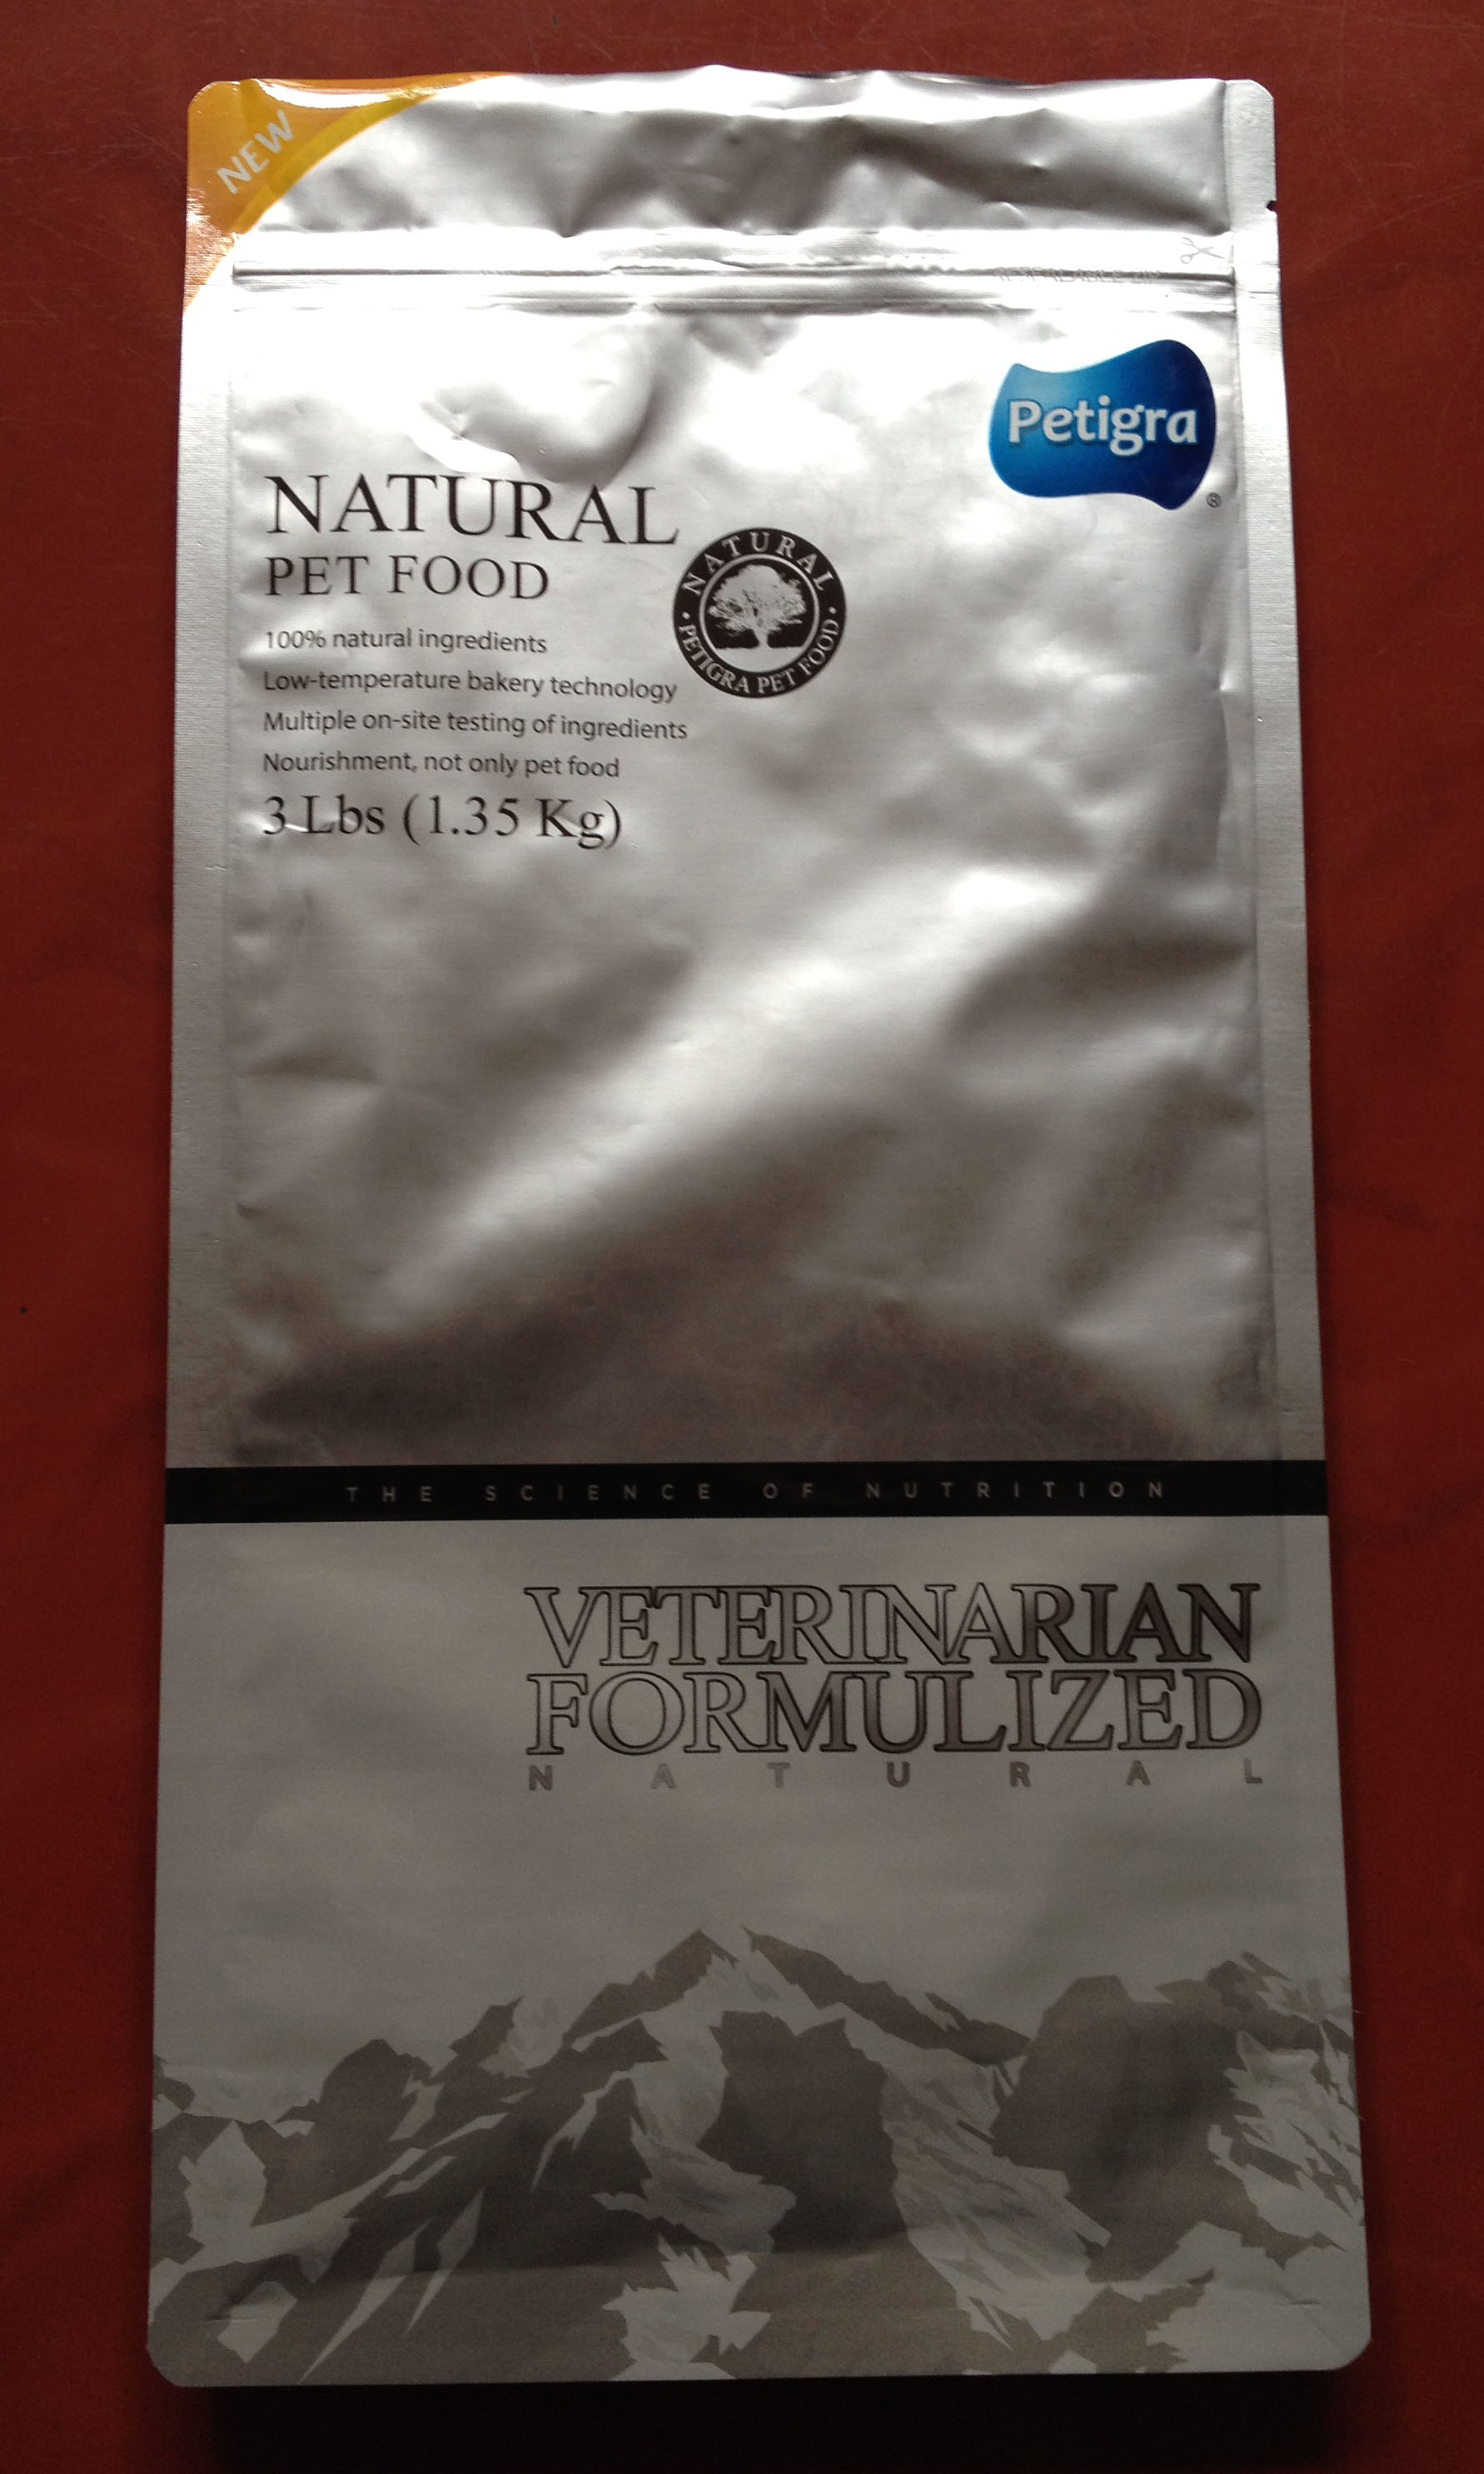 NEW
RESEALABLE ZIP
Petigra
®
NATURAL
PET FOOD
NATURAL
PETIGRA PET FOOD
100% natural ingredients
Low-temperature bakery technology
Multiple on-site testing of ingredients
Nourishment, not only pet food
3 Lbs (1.35 Kg)
THE SCIENCE OF NUTRITION
VETERINARIAN
FORMULIZED
NATURAL